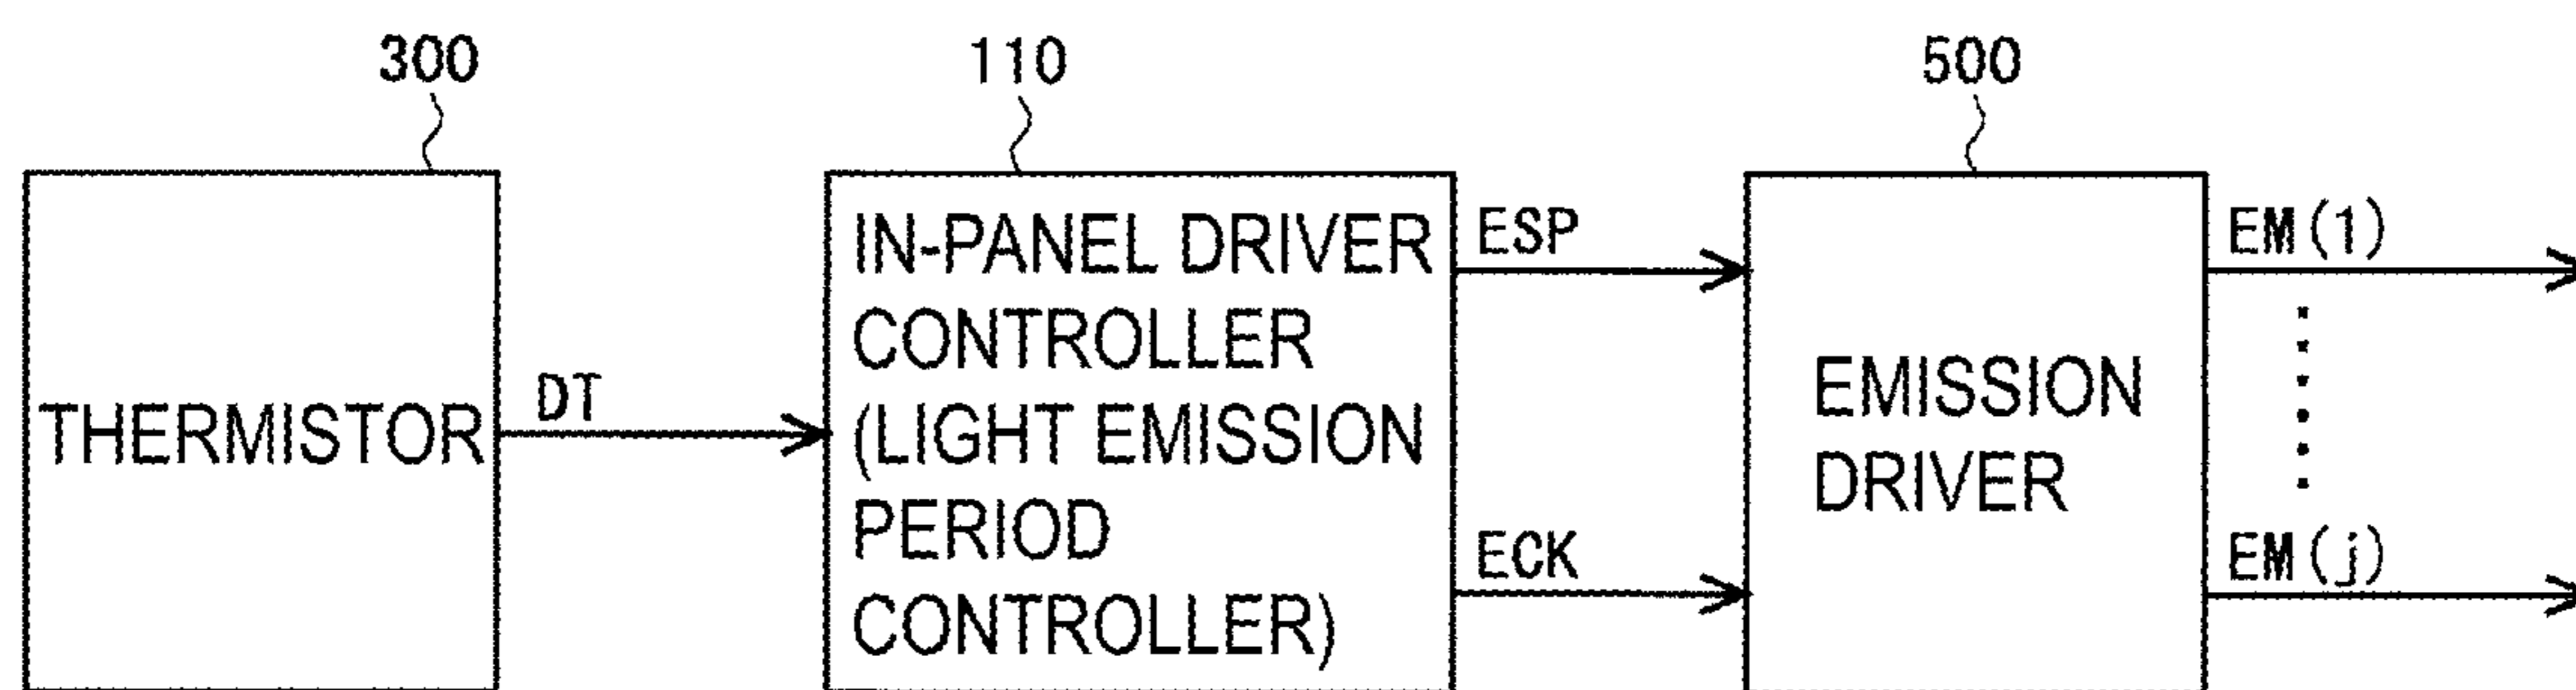 300
110
500
THERMISTOR
DT
IN-PANEL DRIVER
CONTROLLER
(LIGHT EMISSION
PERIOD
CONTROLLER)
ESP
ECK
EMISSION
DRIVER
EM(1)
EM(j)